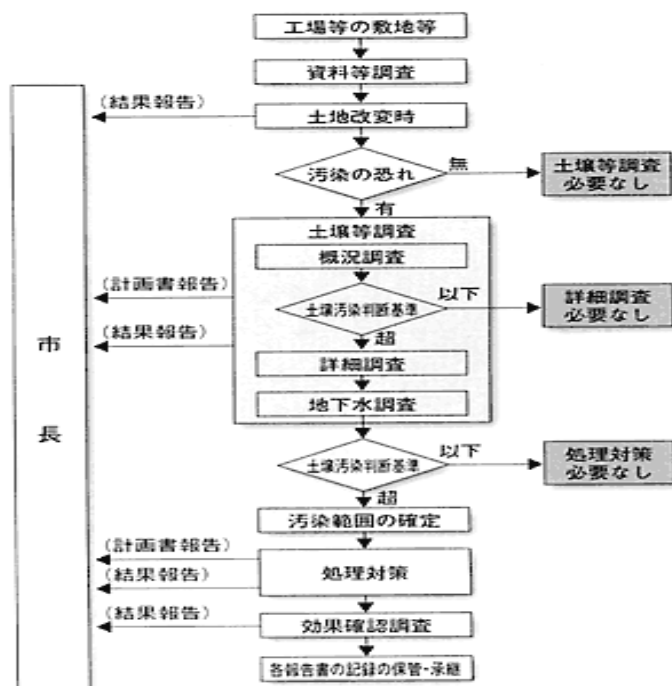 工場等の敷地等
資料等調査
(結果報告)
土地改変時
汚染の恐れ
無
土壌等調査
必要なし
有
土壌等調査
概況調査
(計画書報告)
土壌汚染判断基準
以下
詳細調査
必要なし
(結果報告)
超
詳細調査
地下水調査
市
長
土壌汚染判断基準
以下
処理対策
必要なし
超
汚染範囲の確定
(計画書報告)
処理対策
(結果報告)
(結果報告)
効果確認調査
各報告書の記録の保管・承継